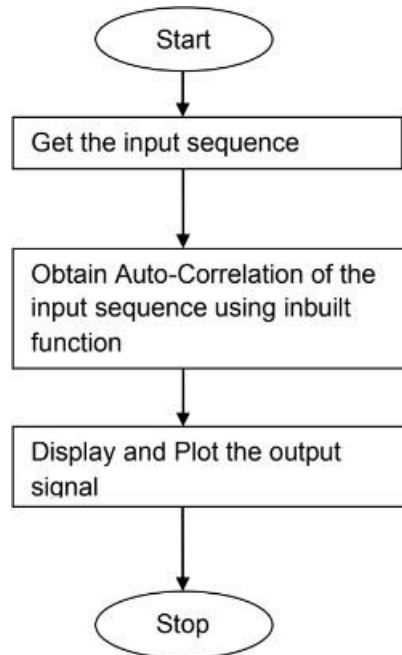 Start
Get the input sequence
Obtain Auto-Correlation of the
input sequence using inbuilt
function
Display and Plot the output
signal
Stop